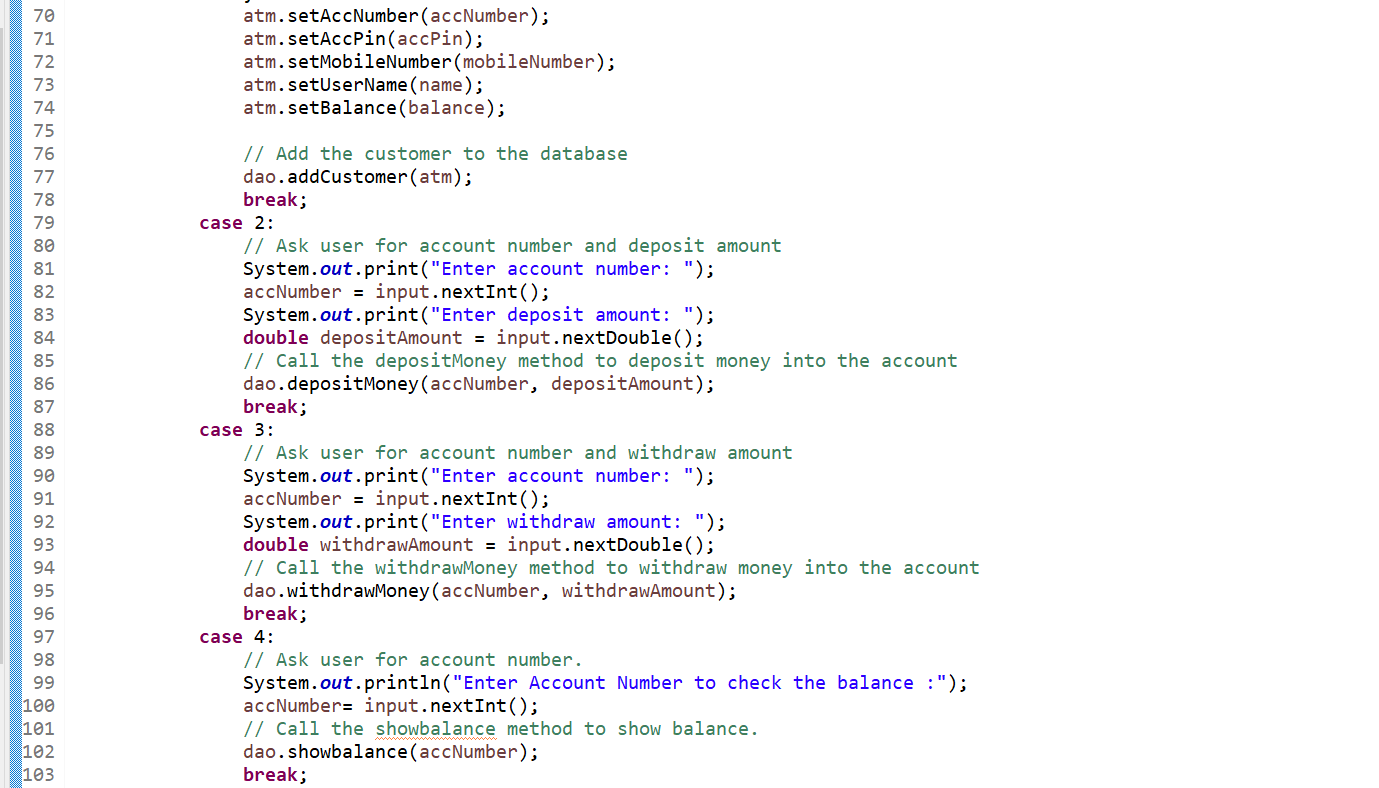 70 atm.setAccNumber(accNumber);
71 atm.setAccPin(accPin);
72 atm.setMobileNumber(mobileNumber);
73 atm.setUserName(name);
74 atm.setBalance(balance);
75
76 // Add the customer to the database
77 dao.addCustomer(atm);
78 break;
79 case 2:
80 // Ask user for account number and deposit amount
81 System.out.print("Enter account number: ");
82 accNumber = input.nextInt();
83 System.out.print("Enter deposit amount: ");
84 double depositAmount = input.nextDouble();
85 // Call the depositMoney method to deposit money into the account
86 dao.depositMoney(accNumber, depositAmount);
87 break;
88 case 3:
89 // Ask user for account number and withdraw amount
90 System.out.print("Enter account number: ");
91 accNumber = input.nextInt();
92 System.out.print("Enter withdraw amount: ");
93 double withdrawAmount = input.nextDouble();
94 // Call the withdrawMoney method to withdraw money into the account
95 dao.withdrawMoney(accNumber, withdrawAmount);
96 break;
97 case 4:
98 // Ask user for account number.
99 System.out.println("Enter Account Number to check the balance :");
100 accNumber= input.nextInt();
101 // Call the showbalance method to show balance.
102 dao.showbalance(accNumber);
103 break;